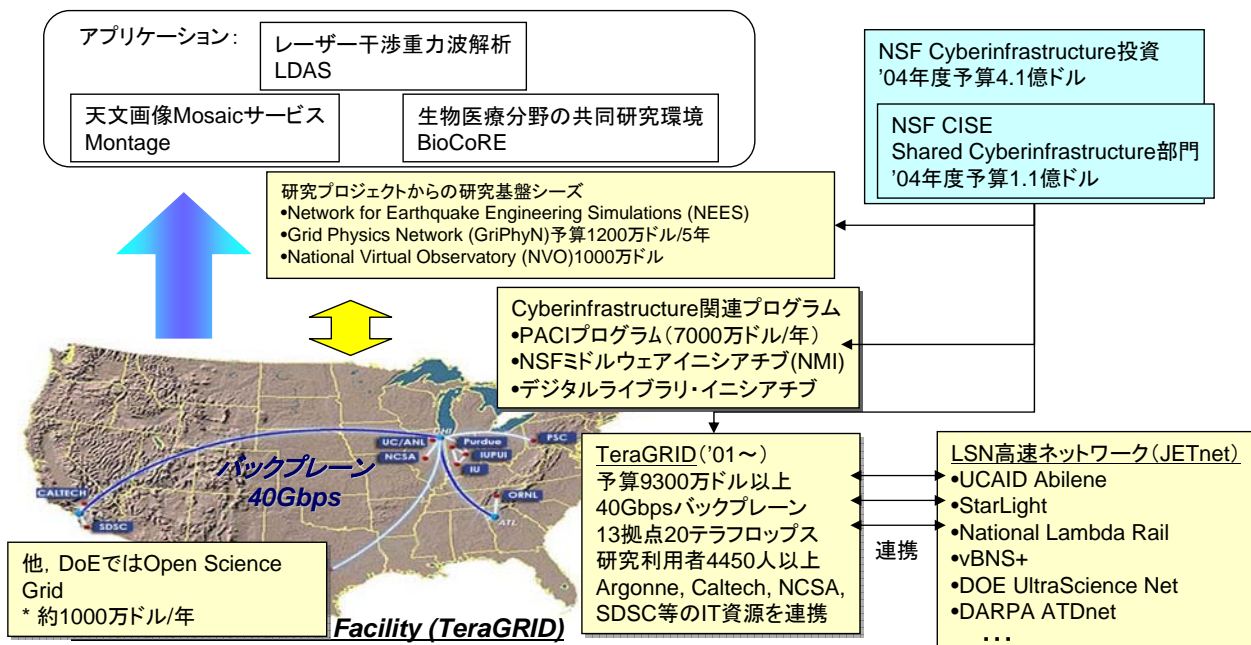 アプリケーション:
レーザー干渉重力波解析
LDAS
天文画像Mosaicサービス
Montage
生物医療分野の共同研究環境
BioCoRE
NSF Cyberinfrastructure投資
’04年度予算4.1億ドル
NSF CISE
Shared Cyberinfrastructure部門
’04年度予算1.1億ドル
研究プロジェクトからの研究基盤シーズ
•Network for Earthquake Engineering Simulations (NEES)
•Grid Physics Network (GriPhyN)予算1200万ドル/5年
•National Virtual Observatory (NVO)1000万ドル
Cyberinfrastructure関連プログラム
•PACIプログラム(7000万ドル/年)
•NSFミドルウェアイニシアチブ(NMI)
•デジタルライブラリ・イニシアチブ
バックプレーン
40Gbps
CHI
UC/ANL
NCSA
Purdue
IUPUI
IU
PSC
ORNL
ATL
CALTECH
SDSC
TeraGRID('01~)
予算9300万ドル以上
40Gbpsバックプレーン
13拠点20テラフロップス
研究利用者4450人以上
Argonne, Caltech, NCSA,
SDSC等のIT資源を連携
連携
LSN高速ネットワーク(JETnet)
•UCAID Abilene
•StarLight
•National Lambda Rail
•vBNS+
•DOE UltraScience Net
•DARPA ATDnet
・・・
他, DoEではOpen Science
Grid
* 約1000万ドル/年
Facility (TeraGRID)